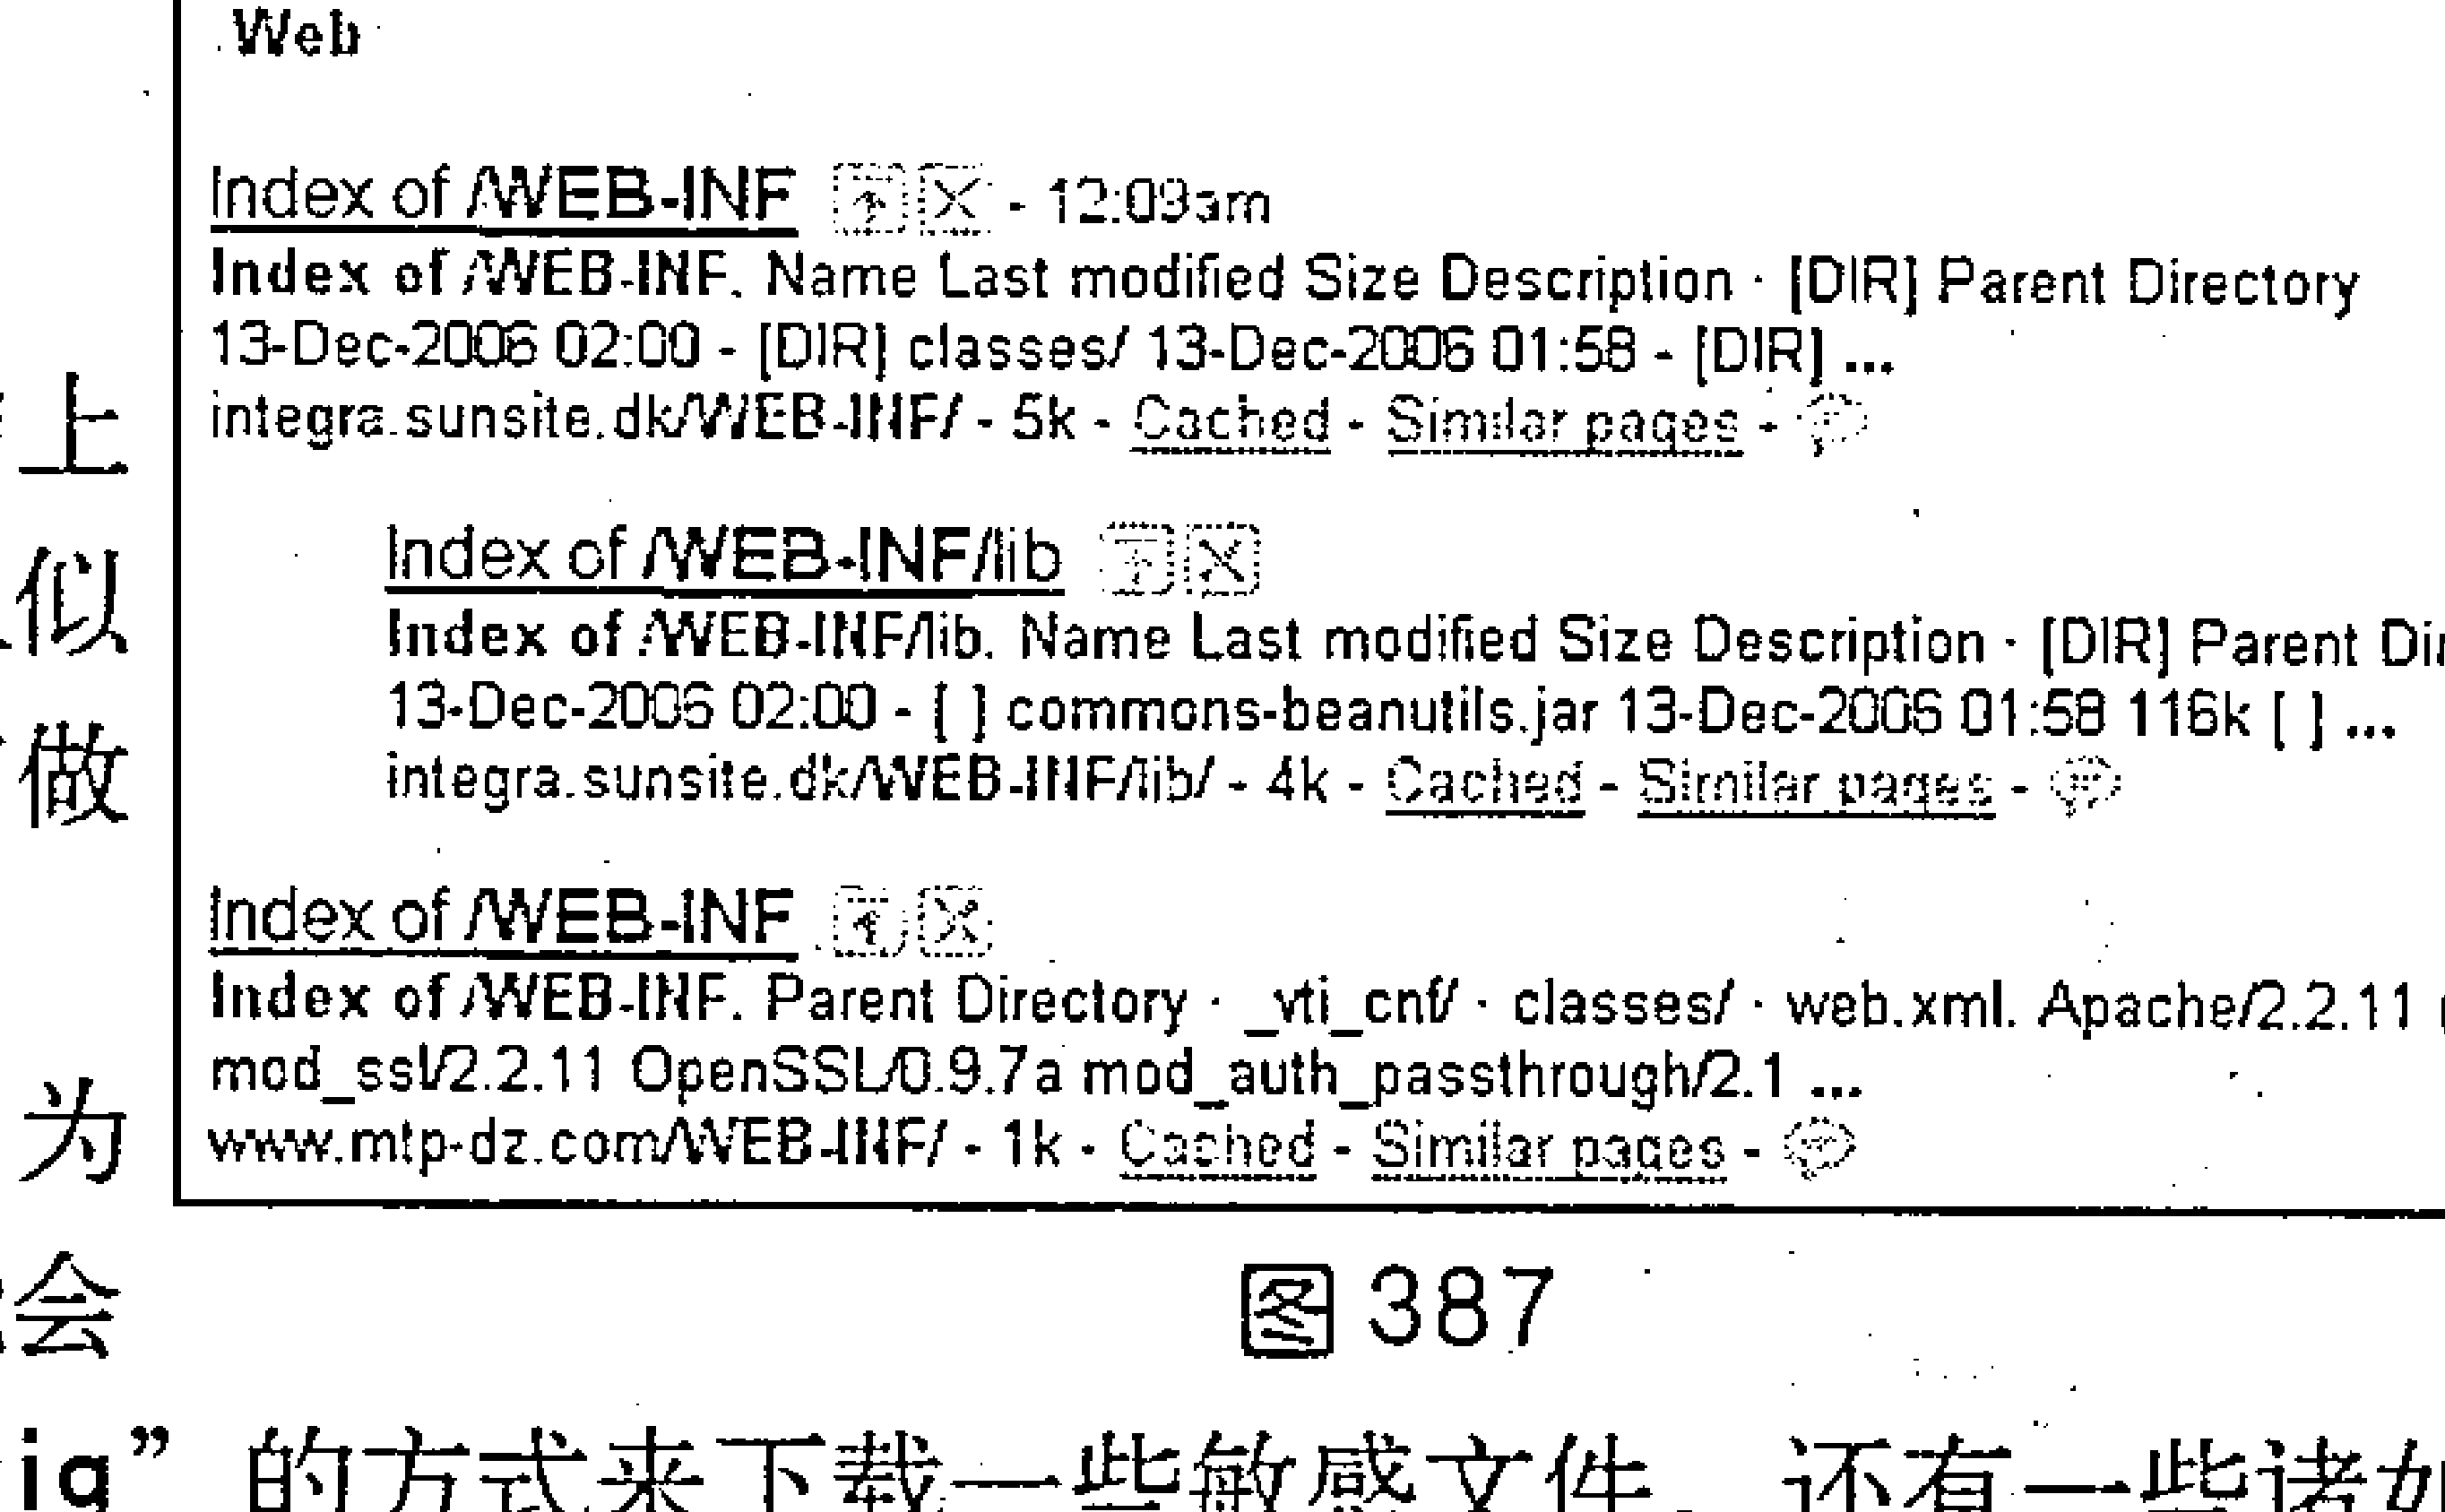 Web
Index of /WEB-INF - 12:09am
Index of /WEB-INF. Name Last modified Size Description · [DIR] Parent Directory
13-Dec-2006 02:00 - [DIR] classes/ 13-Dec-2006 01:58 - [DIR] ...
integra.sunsite.dk/WEB-INF/ - 5k - Cached - Similar pages -
上
Index of /WEB-INF/lib
似
Index of /WEB-INF/lib. Name Last modified Size Description · [DIR] Parent
13-Dec-2006 02:00 - [ ] commons-beanutils.jar 13-Dec-2006 01:58 116k [ ] ...
做
integra.sunsite.dk/WEB-INF/lib/ - 4k - Cached - Similar pages -
Index of /WEB-INF
Index of /WEB-INF. Parent Directory · _vti_cnf/ · classes/ · web.xml. Apache/2.2.11
mod_ssl/2.2.11 OpenSSL/0.9.7a mod_auth_passthrough/2.1 ...
为
www.mtp-dz.com/WEB-INF/ - 1k - Cached - Similar pages -
会
图 387
ig” 的方式来下载一些敏感文件， 还有一些诸如